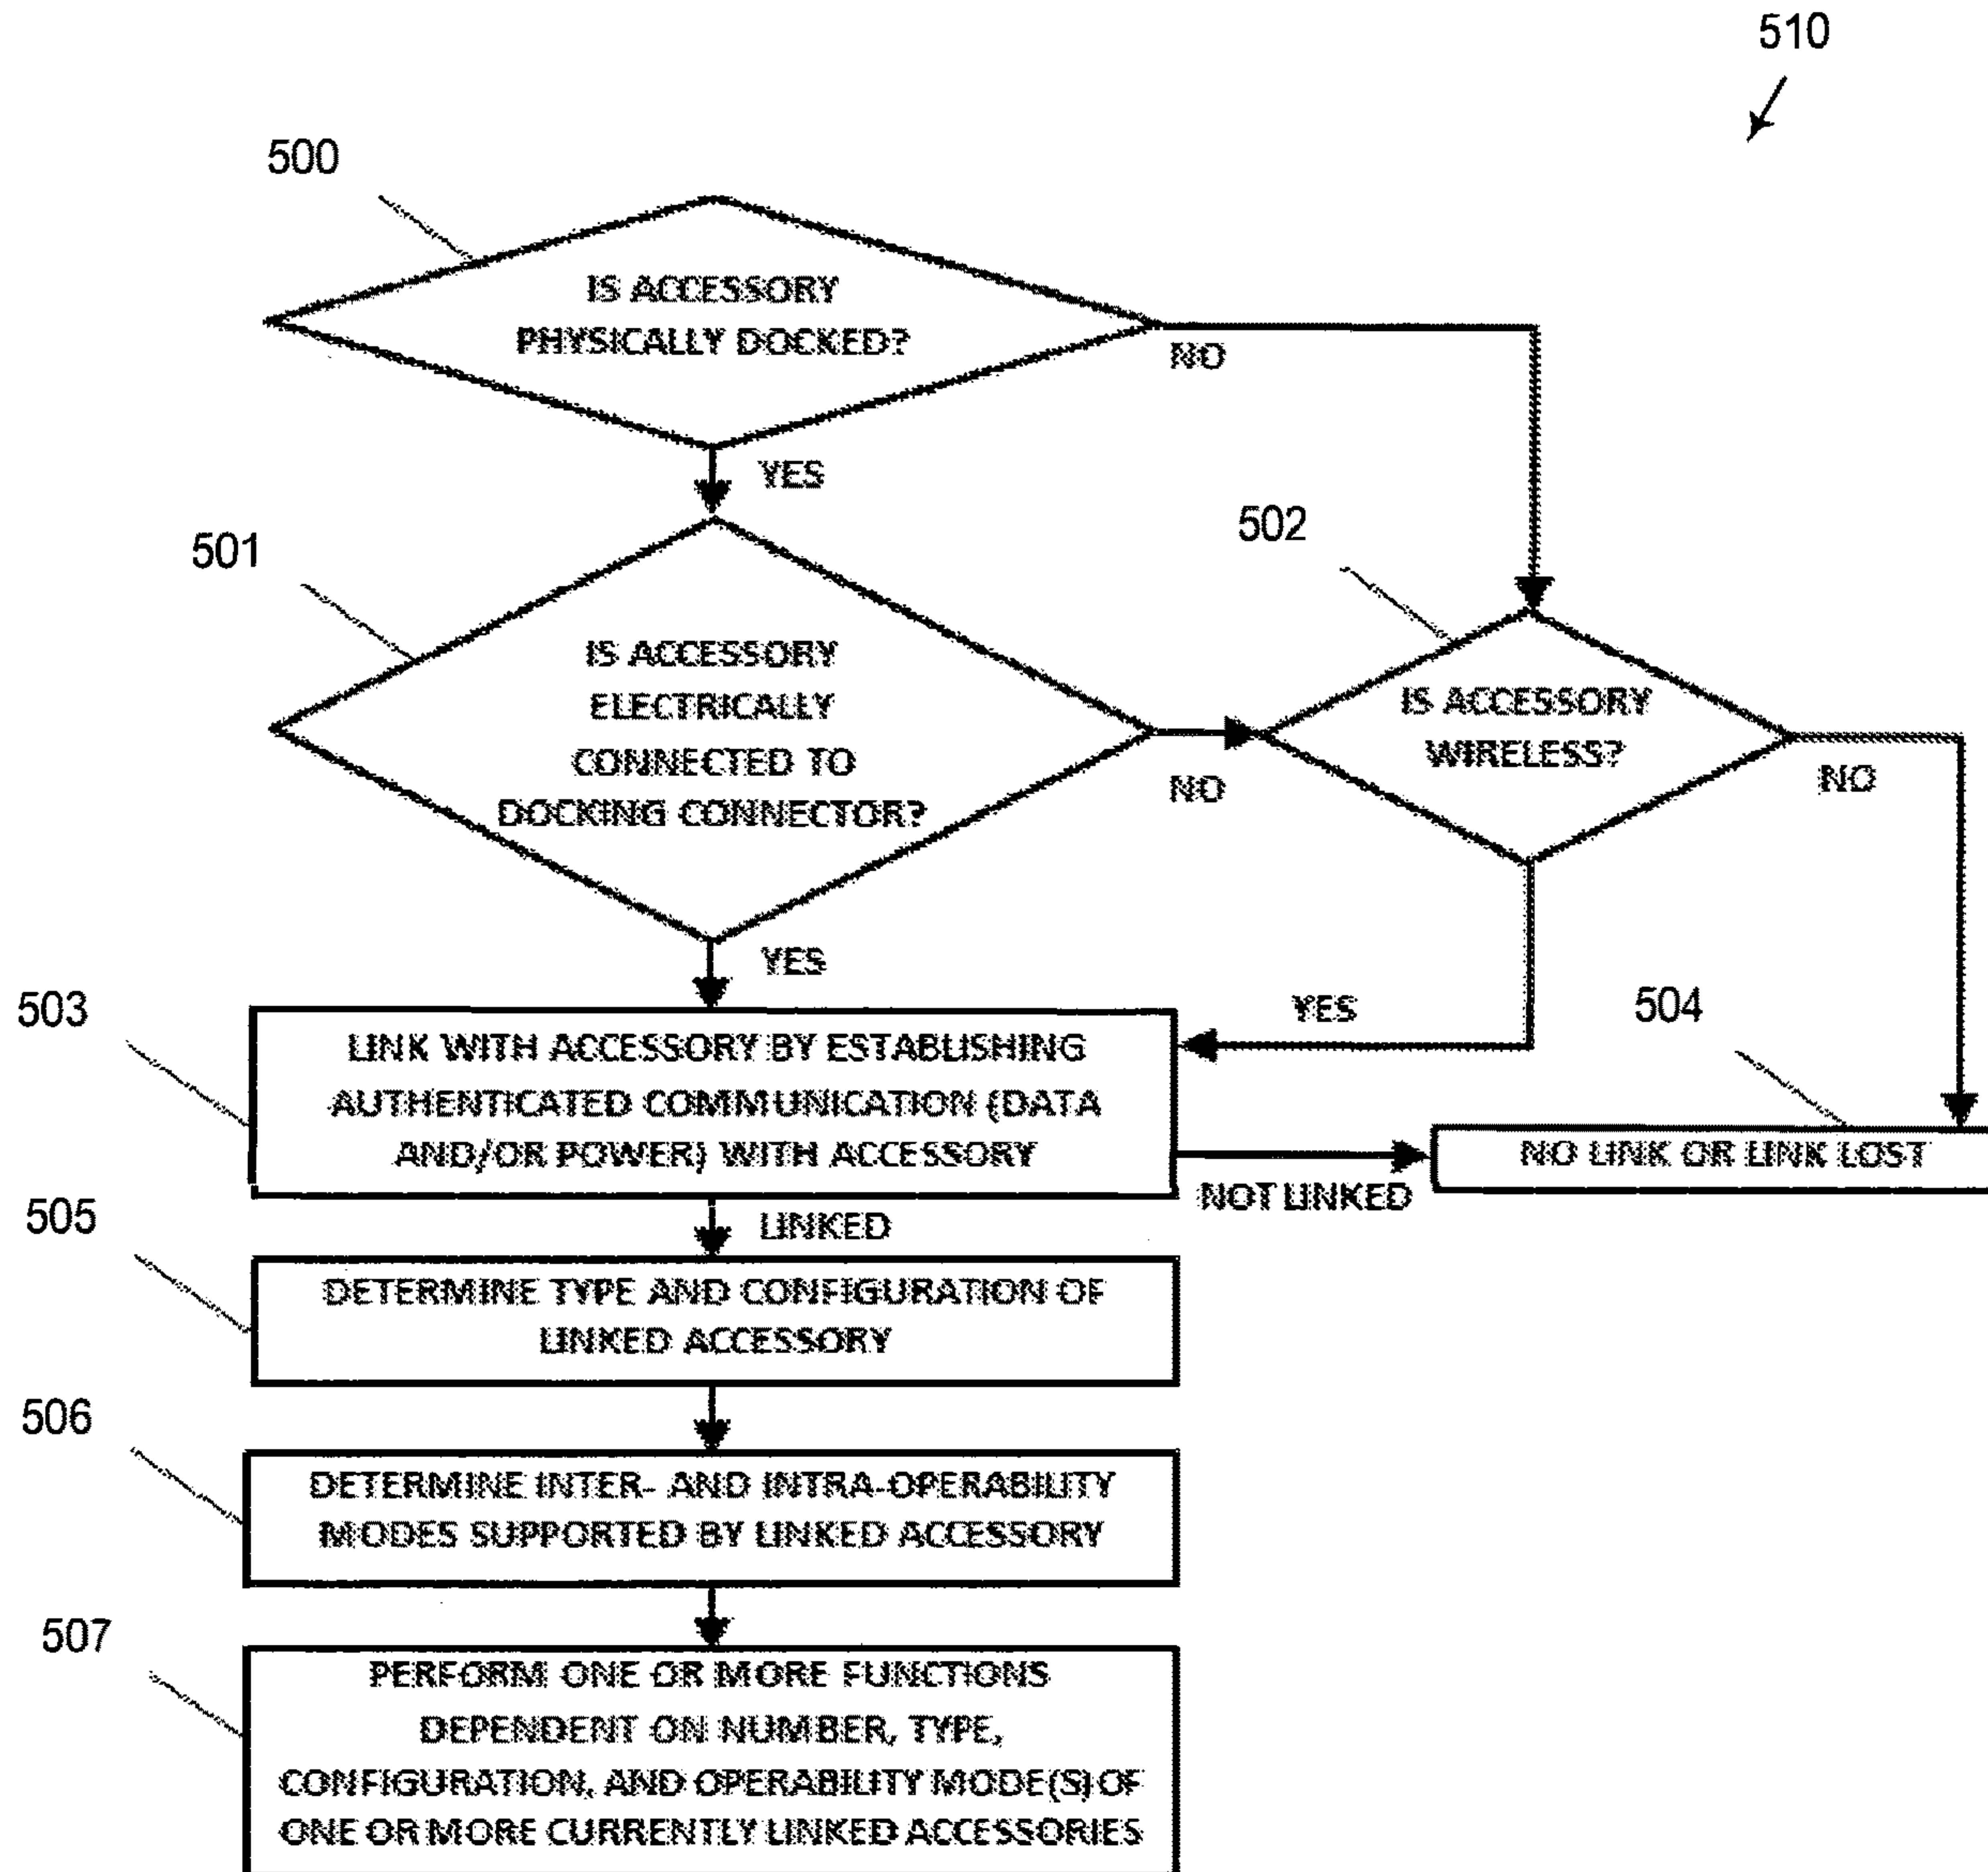 510
500
IS ACCESSORY
PHYSICALLY DOCKED?
NO
YES
501
502
IS ACCESSORY
ELECTRICALLY
CONNECTED TO
DOCKING CONNECTOR?
NO
IS ACCESSORY
WIRELESS?
NO
YES
YES
503
504
LINK WITH ACCESSORY BY ESTABLISHING
AUTHENTICATED COMMUNICATION (DATA
AND/OR POWER) WITH ACCESSORY
NO LINK OR LINK LOST
NOT LINKED
LINKED
505
DETERMINE TYPE AND CONFIGURATION OF
LINKED ACCESSORY
506
DETERMINE INTER- AND INTRA-OPERABILITY
MODES SUPPORTED BY LINKED ACCESSORY
507
PERFORM ONE OR MORE FUNCTIONS
DEPENDENT ON NUMBER, TYPE,
CONFIGURATION, AND OPERABILITY MODE(S) OF
ONE OR MORE CURRENTLY LINKED ACCESSORIES